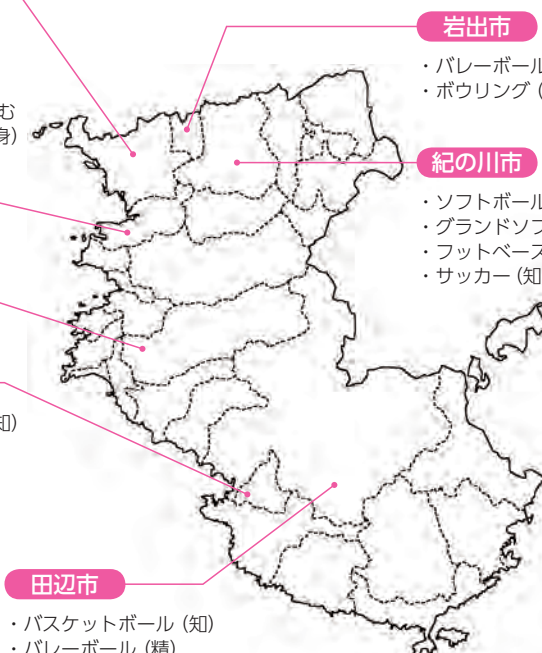 岩出市
・バレーボール
・ボウリング（
む
身）
紀の川市
・ソフトボール
・グランドソフ
・フットベース
・サッカー（知
知）
田辺市
・バスケットボール（知）
・バレーボール（精）